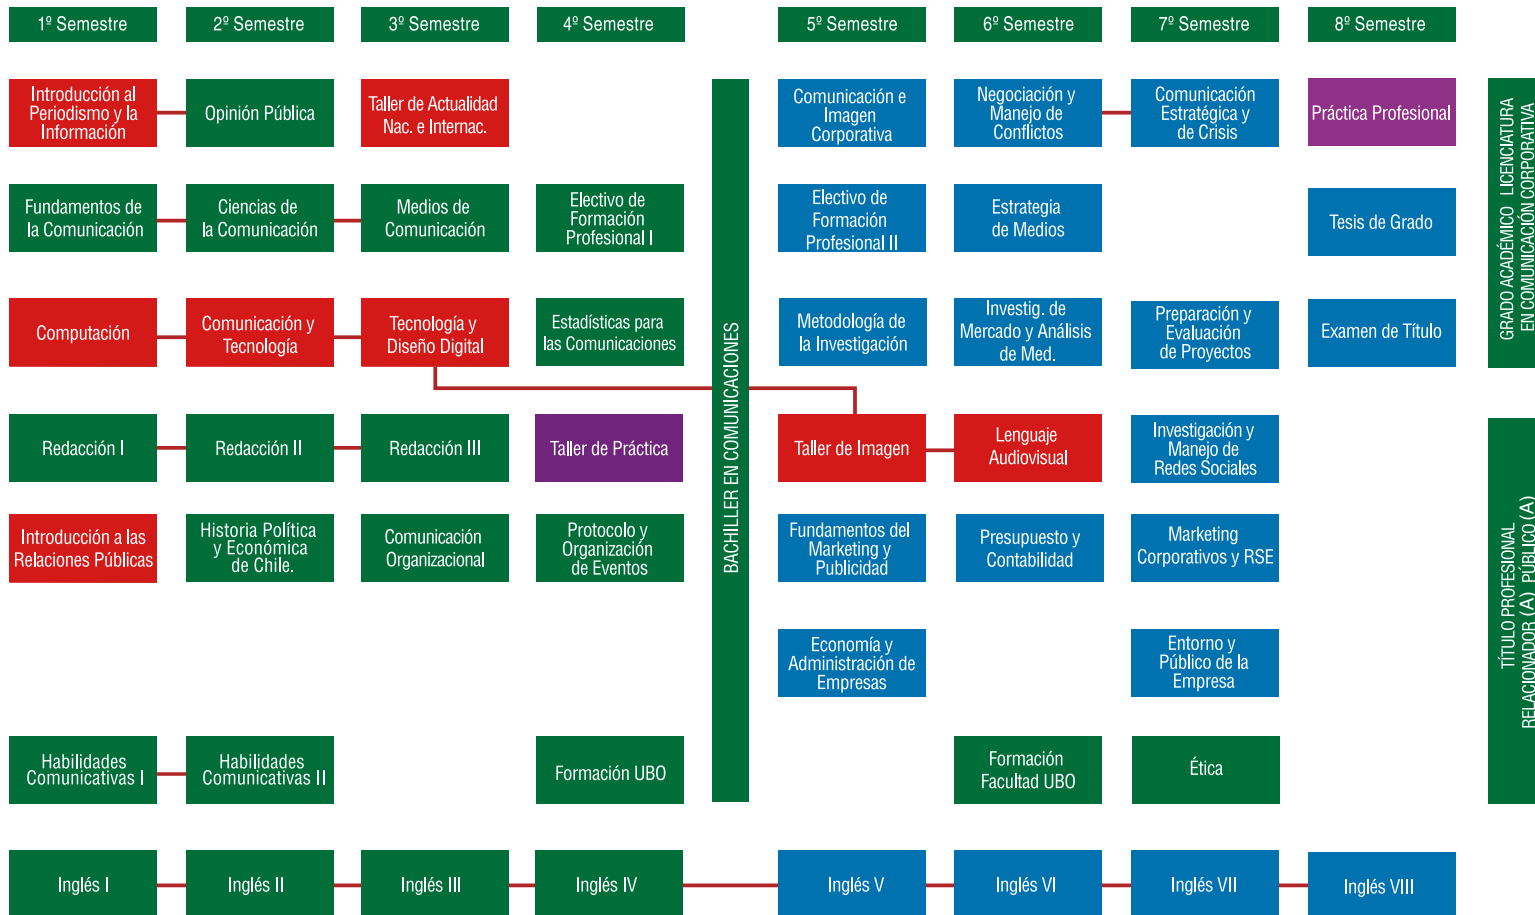 1º Semestre
2º Semestre
3º Semestre
4º Semestre
5º Semestre
6º Semestre
7º Semestre
8º Semestre
Introducción al
Periodismo y la
Información
Opinión Pública
Taller de Actualidad
Nac. e Internac.
Comunicación e
Imagen
Corporativa
Negociación y
Manejo de
Conflictos
Comunicación
Estratégica y
de Crisis
Práctica Profesional
Fundamentos de
la Comunicación
Ciencias de
la Comunicación
Medios de
Comunicación
Electivo de
Formación
Profesional I
Electivo de
Formación
Profesional II
Estrategia
de Medios
Tesis de Grado
Computación
Comunicación y
Tecnología
Tecnología y
Diseño Digital
Estadísticas para
las Comunicaciones
Metodología de
la Investigación
Investig. de
Mercado y Análisis
de Med.
Preparación y
Evaluación
de Proyectos
Examen de Título
Redacción I
Redacción II
Redacción III
Taller de Práctica
Taller de Imagen
Lenguaje
Audiovisual
Investigación y
Manejo de
Redes Sociales
Introducción a las
Relaciones Públicas
Historia Política
y Económica
de Chile.
Comunicación
Organizacional
Protocolo y
Organización
de Eventos
Fundamentos del
Marketing y
Publicidad
Presupuesto y
Contabilidad
Marketing
Corporativos y RSE
Economía y
Administración de
Empresas
Entorno y
Público de la
Empresa
Habilidades
Comunicativas I
Habilidades
Comunicativas II
Formación UBO
Formación
Facultad UBO
Ética
Inglés I
Inglés II
Inglés III
Inglés IV
Inglés V
Inglés VI
Inglés VII
Inglés VIII
BACHILLER EN COMUNICACIONES
GRADO ACADÉMICO LICENCIATURA
EN COMUNICACIÓN CORPORATIVA
TÍTULO PROFESIONAL
RELACIONADOR (A) PÚBLICO (A)